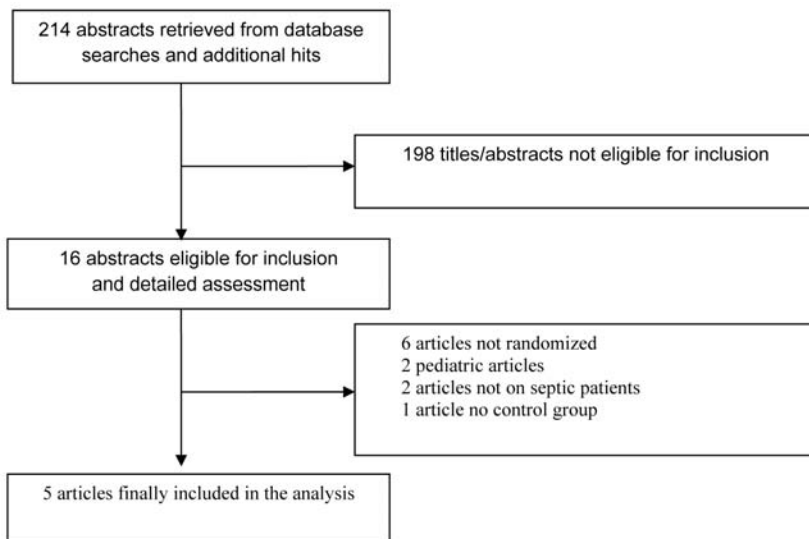 214 abstracts retrieved from database
searches and additional hits
198 titles/abstracts not eligible for inclusion
16 abstracts eligible for inclusion
and detailed assessment
6 articles not randomized
2 pediatric articles
2 articles not on septic patients
1 article no control group
5 articles finally included in the analysis